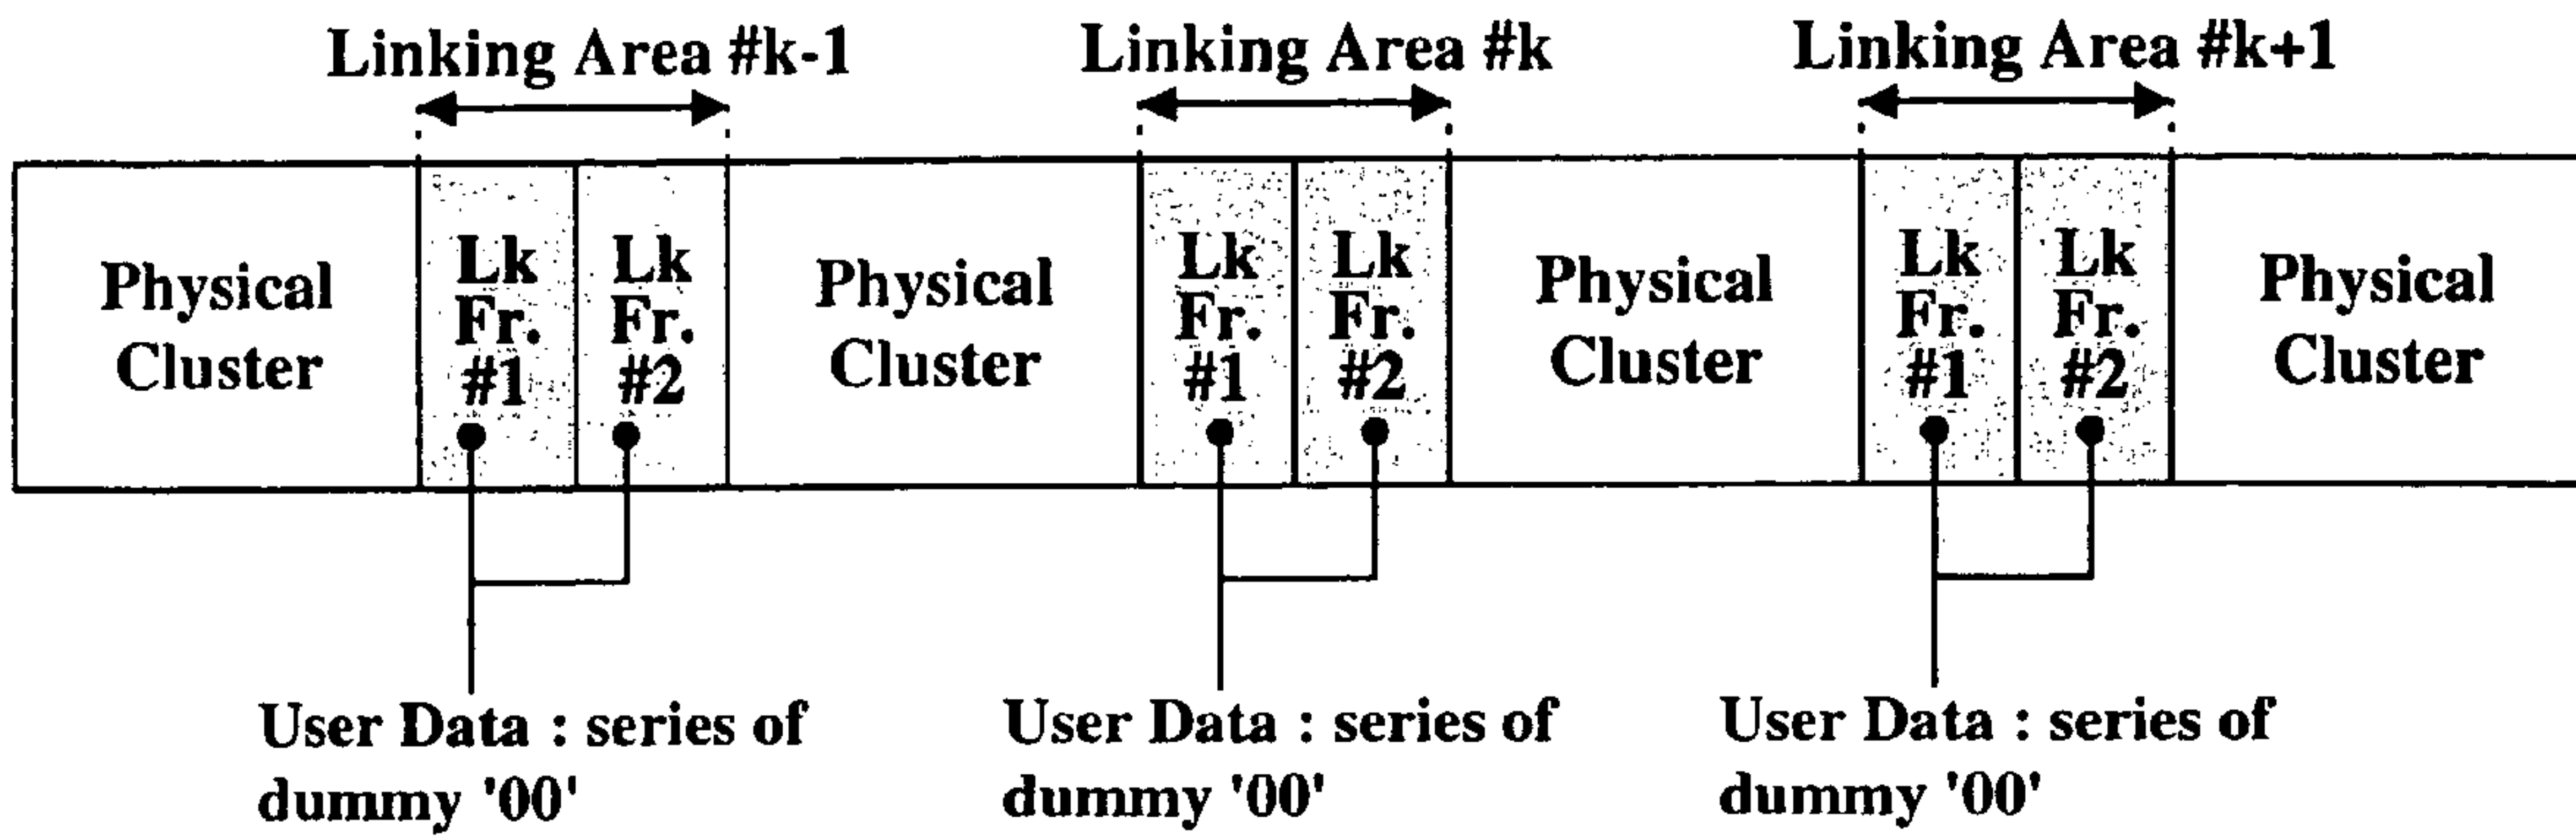 Linking Area #k-1
Linking Area #k
Linking Area #k+1
Physical
Cluster
Lk
Fr.
#1
Lk
Fr.
#2
Physical
Cluster
Lk
Fr.
#1
Lk
Fr.
#2
Physical
Cluster
Lk
Fr.
#1
Lk
Fr.
#2
Physical
Cluster
User Data : series of
dummy '00'
User Data : series of
dummy '00'
User Data : series of
dummy '00'